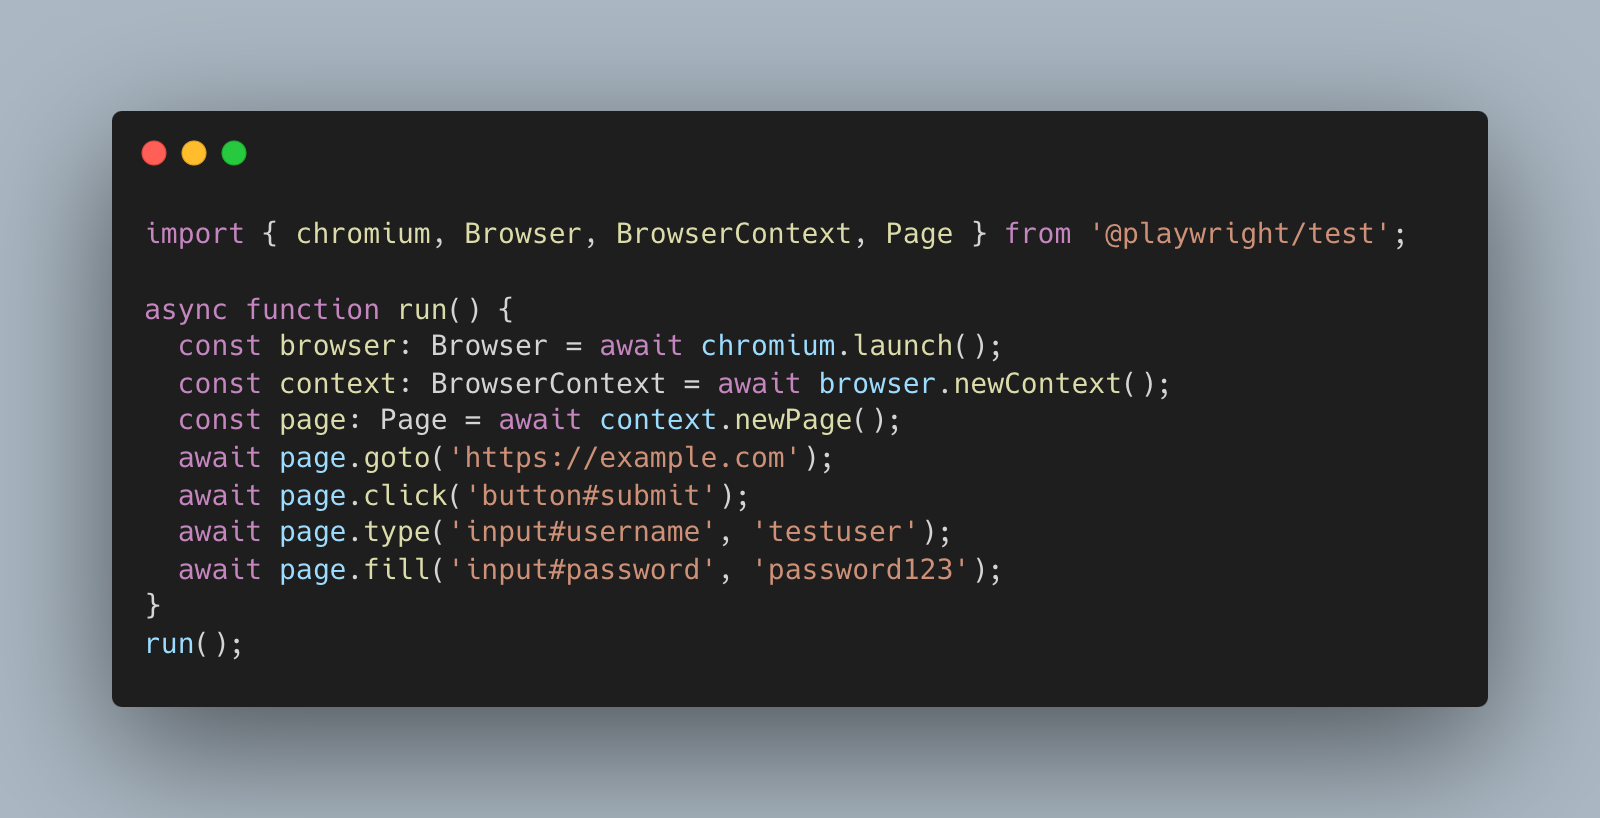 import { chromium, Browser, BrowserContext, Page } from '@playwright/test';

async function run() {
  const browser: Browser = await chromium.launch();
  const context: BrowserContext = await browser.newContext();
  const page: Page = await context.newPage();
  await page.goto('https://example.com');
  await page.click('button#submit');
  await page.type('input#username', 'testuser');
  await page.fill('input#password', 'password123');
}
run();